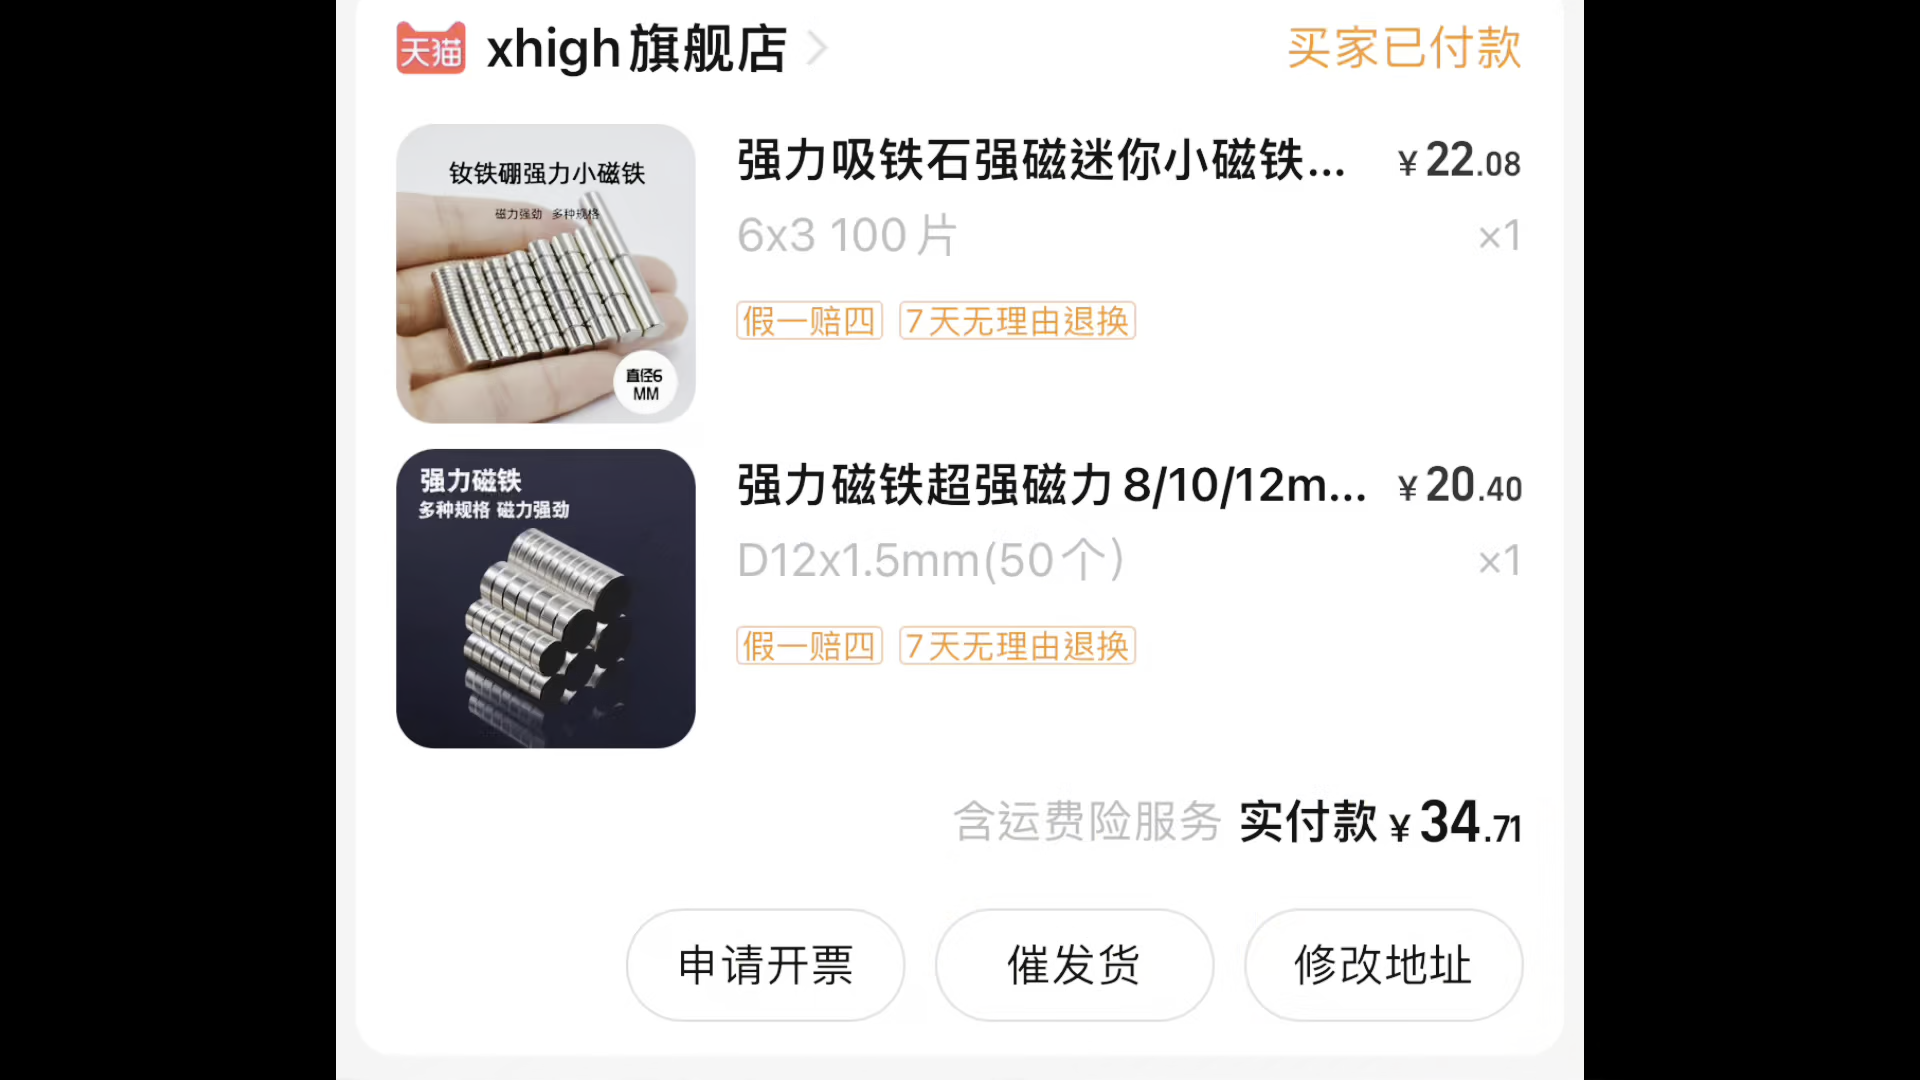 天猫 xhigh旗舰店 买家已付款
钕铁硼强力小磁铁
磁力强劲 多种规格
直径6
MM
强力吸铁石强磁迷你小磁铁... ¥22.08
6x3 100片 ×1
假一赔四 7天无理由退换
强力磁铁
多种规格 磁力强劲
强力磁铁超强磁力8/10/12m... ¥20.40
D12x1.5mm(50个) ×1
假一赔四 7天无理由退换
含运费险服务 实付款 ¥34.71
申请开票 催发货 修改地址